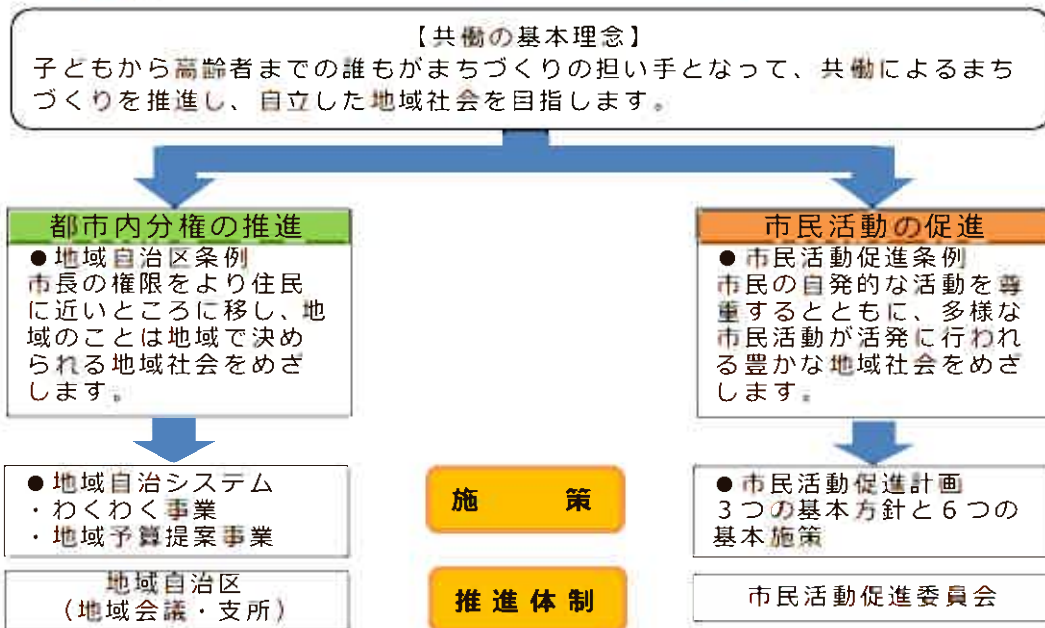 【共働の基本理念】
子どもから高齢者までの誰もがまちづくりの担い手となって、共働によるまち
づくりを推進し、自立した地域社会を目指します。
都市内分権の推進
●地域自治区条例
市長の権限をより住民
に近いところに移し、地
域のことは地域で決め
られる地域社会をめざ
します。
市民活動の促進
●市民活動促進条例
市民の自発的な活動を尊
重するとともに、多様な
市民活動が活発に行われ
る豊かな地域社会をめざ
します。
●地域自治システム
・わくわく事業
・地域予算提案事業
施　策
●市民活動促進計画
３つの基本方針と６つの
基本施策
地域自治区
（地域会議・支所）
推進体制
市民活動促進委員会